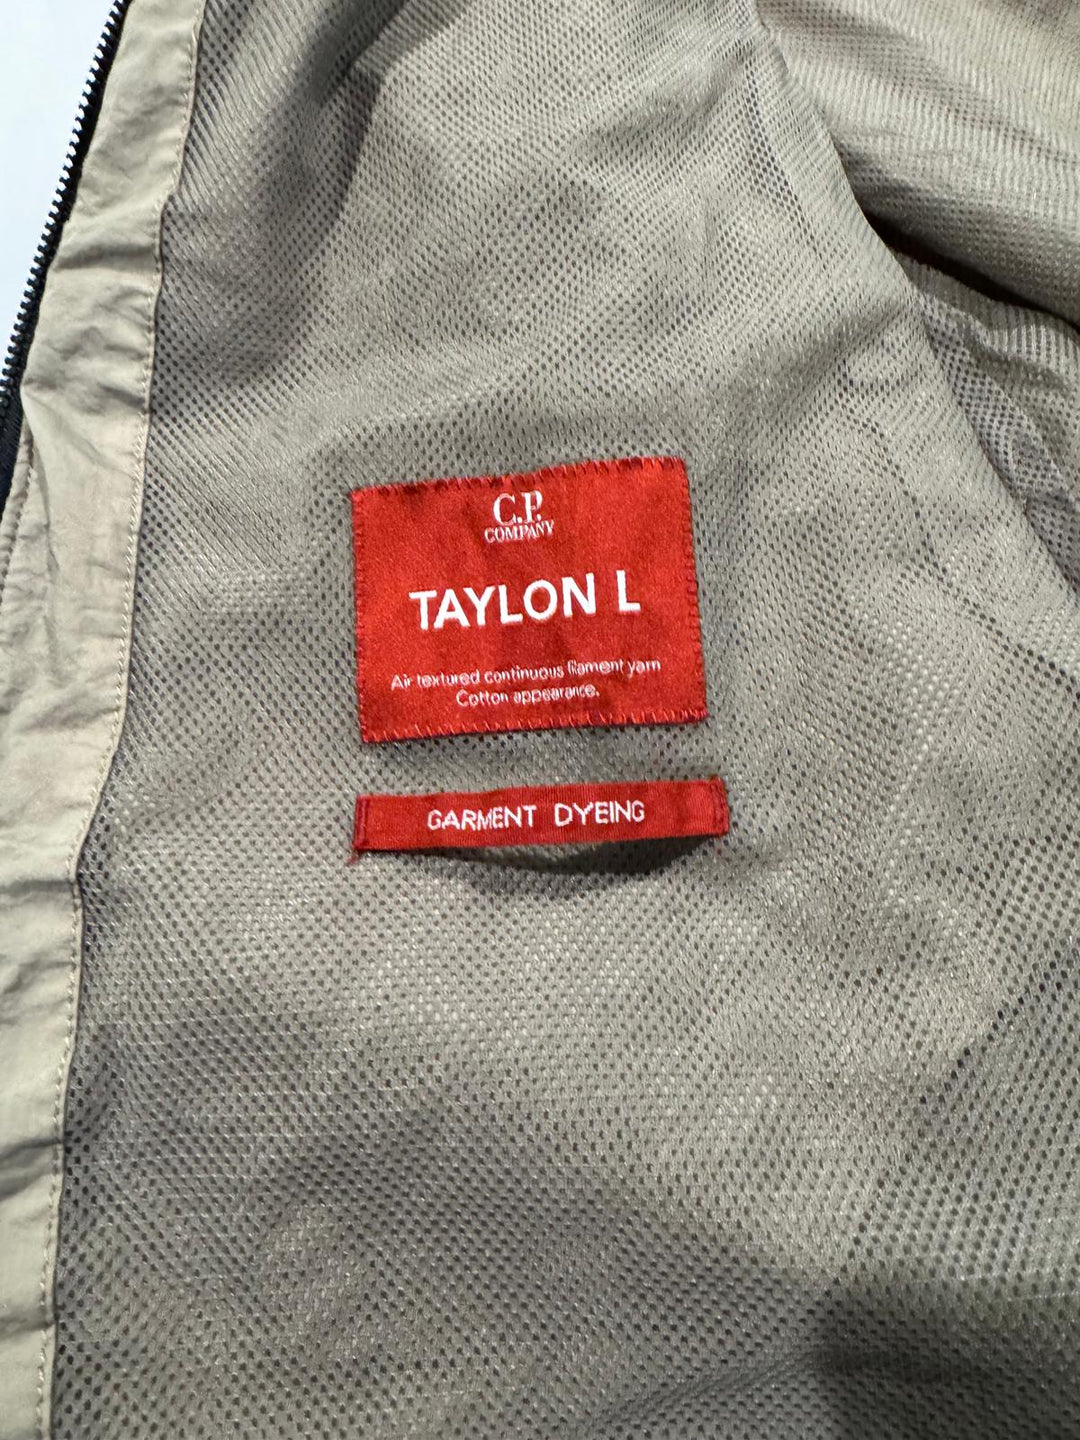 C.P.
COMPANY
TAYLON L
Air textured continuous filament yarn
Cotton appearance.
GARMENT DYEING